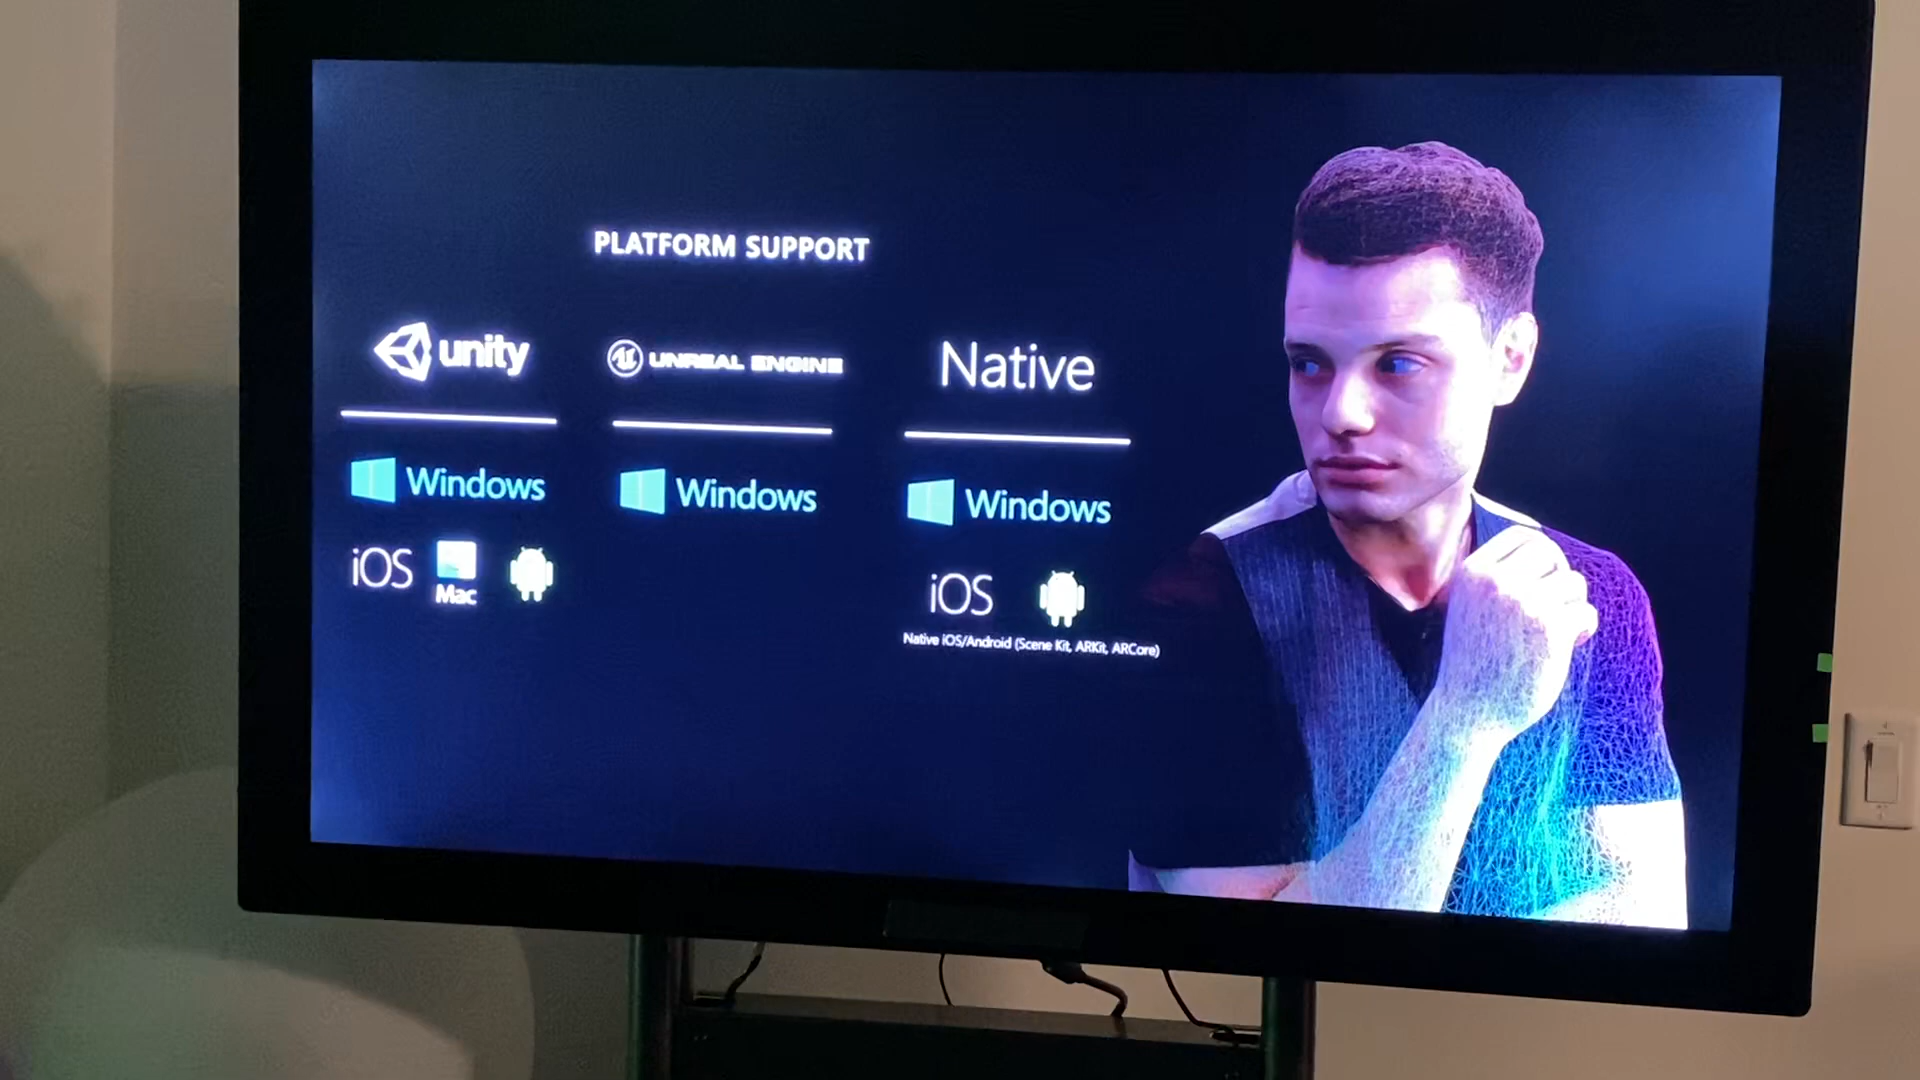 PLATFORM SUPPORT
unity
UNREAL ENGINE
Native
Windows
Windows
Windows
iOS
Mac
iOS
Native iOS/Android (Scene Kit, ARKit, ARCore)